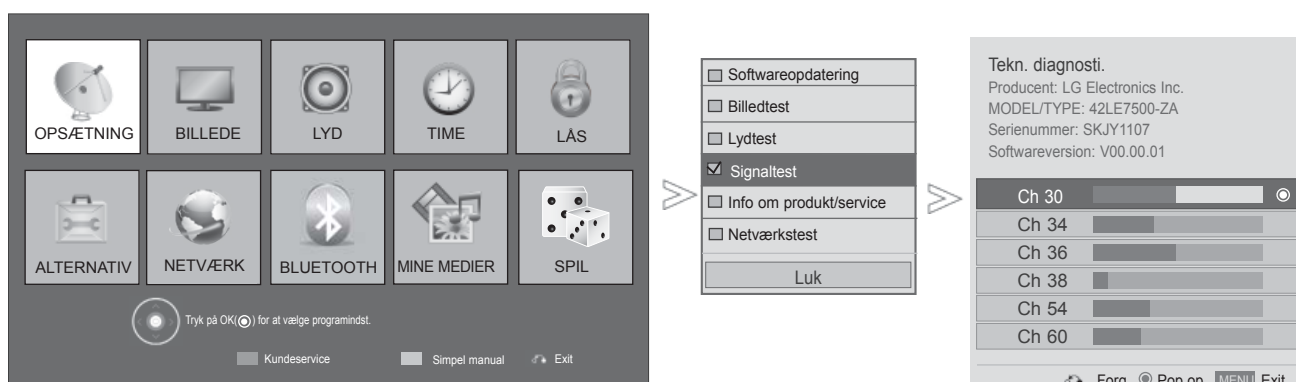 OPSÆTNING BILLEDE LYD TIME LÅS
ALTERNATIV NETVÆRK BLUETOOTH MINE MEDIER SPIL
Tryk på OK(◉) for at vælge programindst.
Kundeservice Simpel manual Exit
Softwareopdatering
Billedtest
Lydtest
Signaltest
Info om produkt/service
Netværkstest
Luk
Tekn. diagnosti.
Producent: LG Electronics Inc.
MODEL/TYPE: 42LE7500-ZA
Serienummer: SKJY1107
Softwareversion: V00.00.01
Ch 30
Ch 34
Ch 36
Ch 38
Ch 54
Ch 60
Forg. Pop op MENU Exit